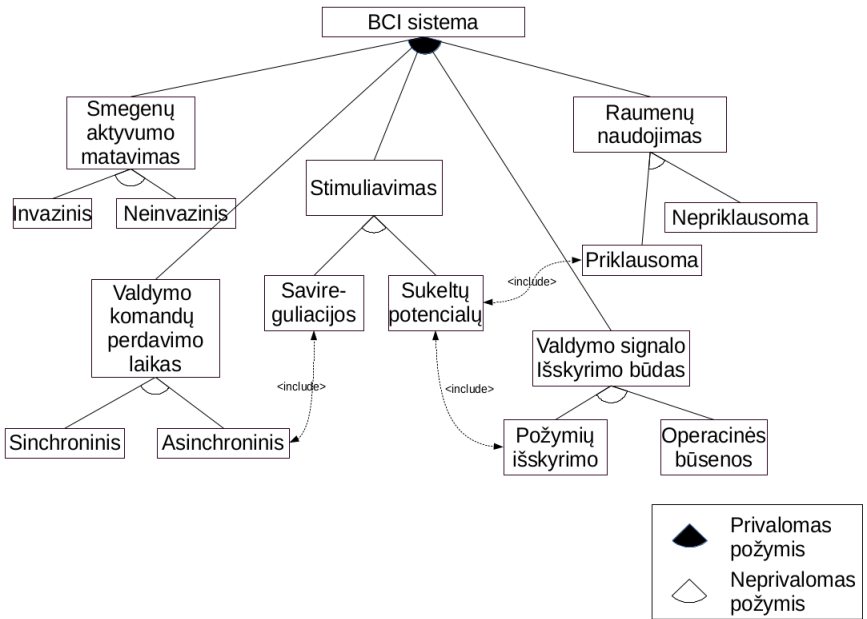 BCI sistema
Smegenų
aktyvumo
matavimas
Raumenų
naudojimas
Stimuliavimas
Invazinis
Neinvazinis
Nepriklausoma
Priklausoma
Valdymo
komandų
perdavimo
laikas
Savire-
guliacijos
Sukeltų
potencialų
<include>
Valdymo signalo
Išskyrimo būdas
<include>
<include>
Sinchroninis
Asinchroninis
Požymių
išskyrimo
Operacinės
būsenos
Privalomas
požymis
Neprivalomas
požymis